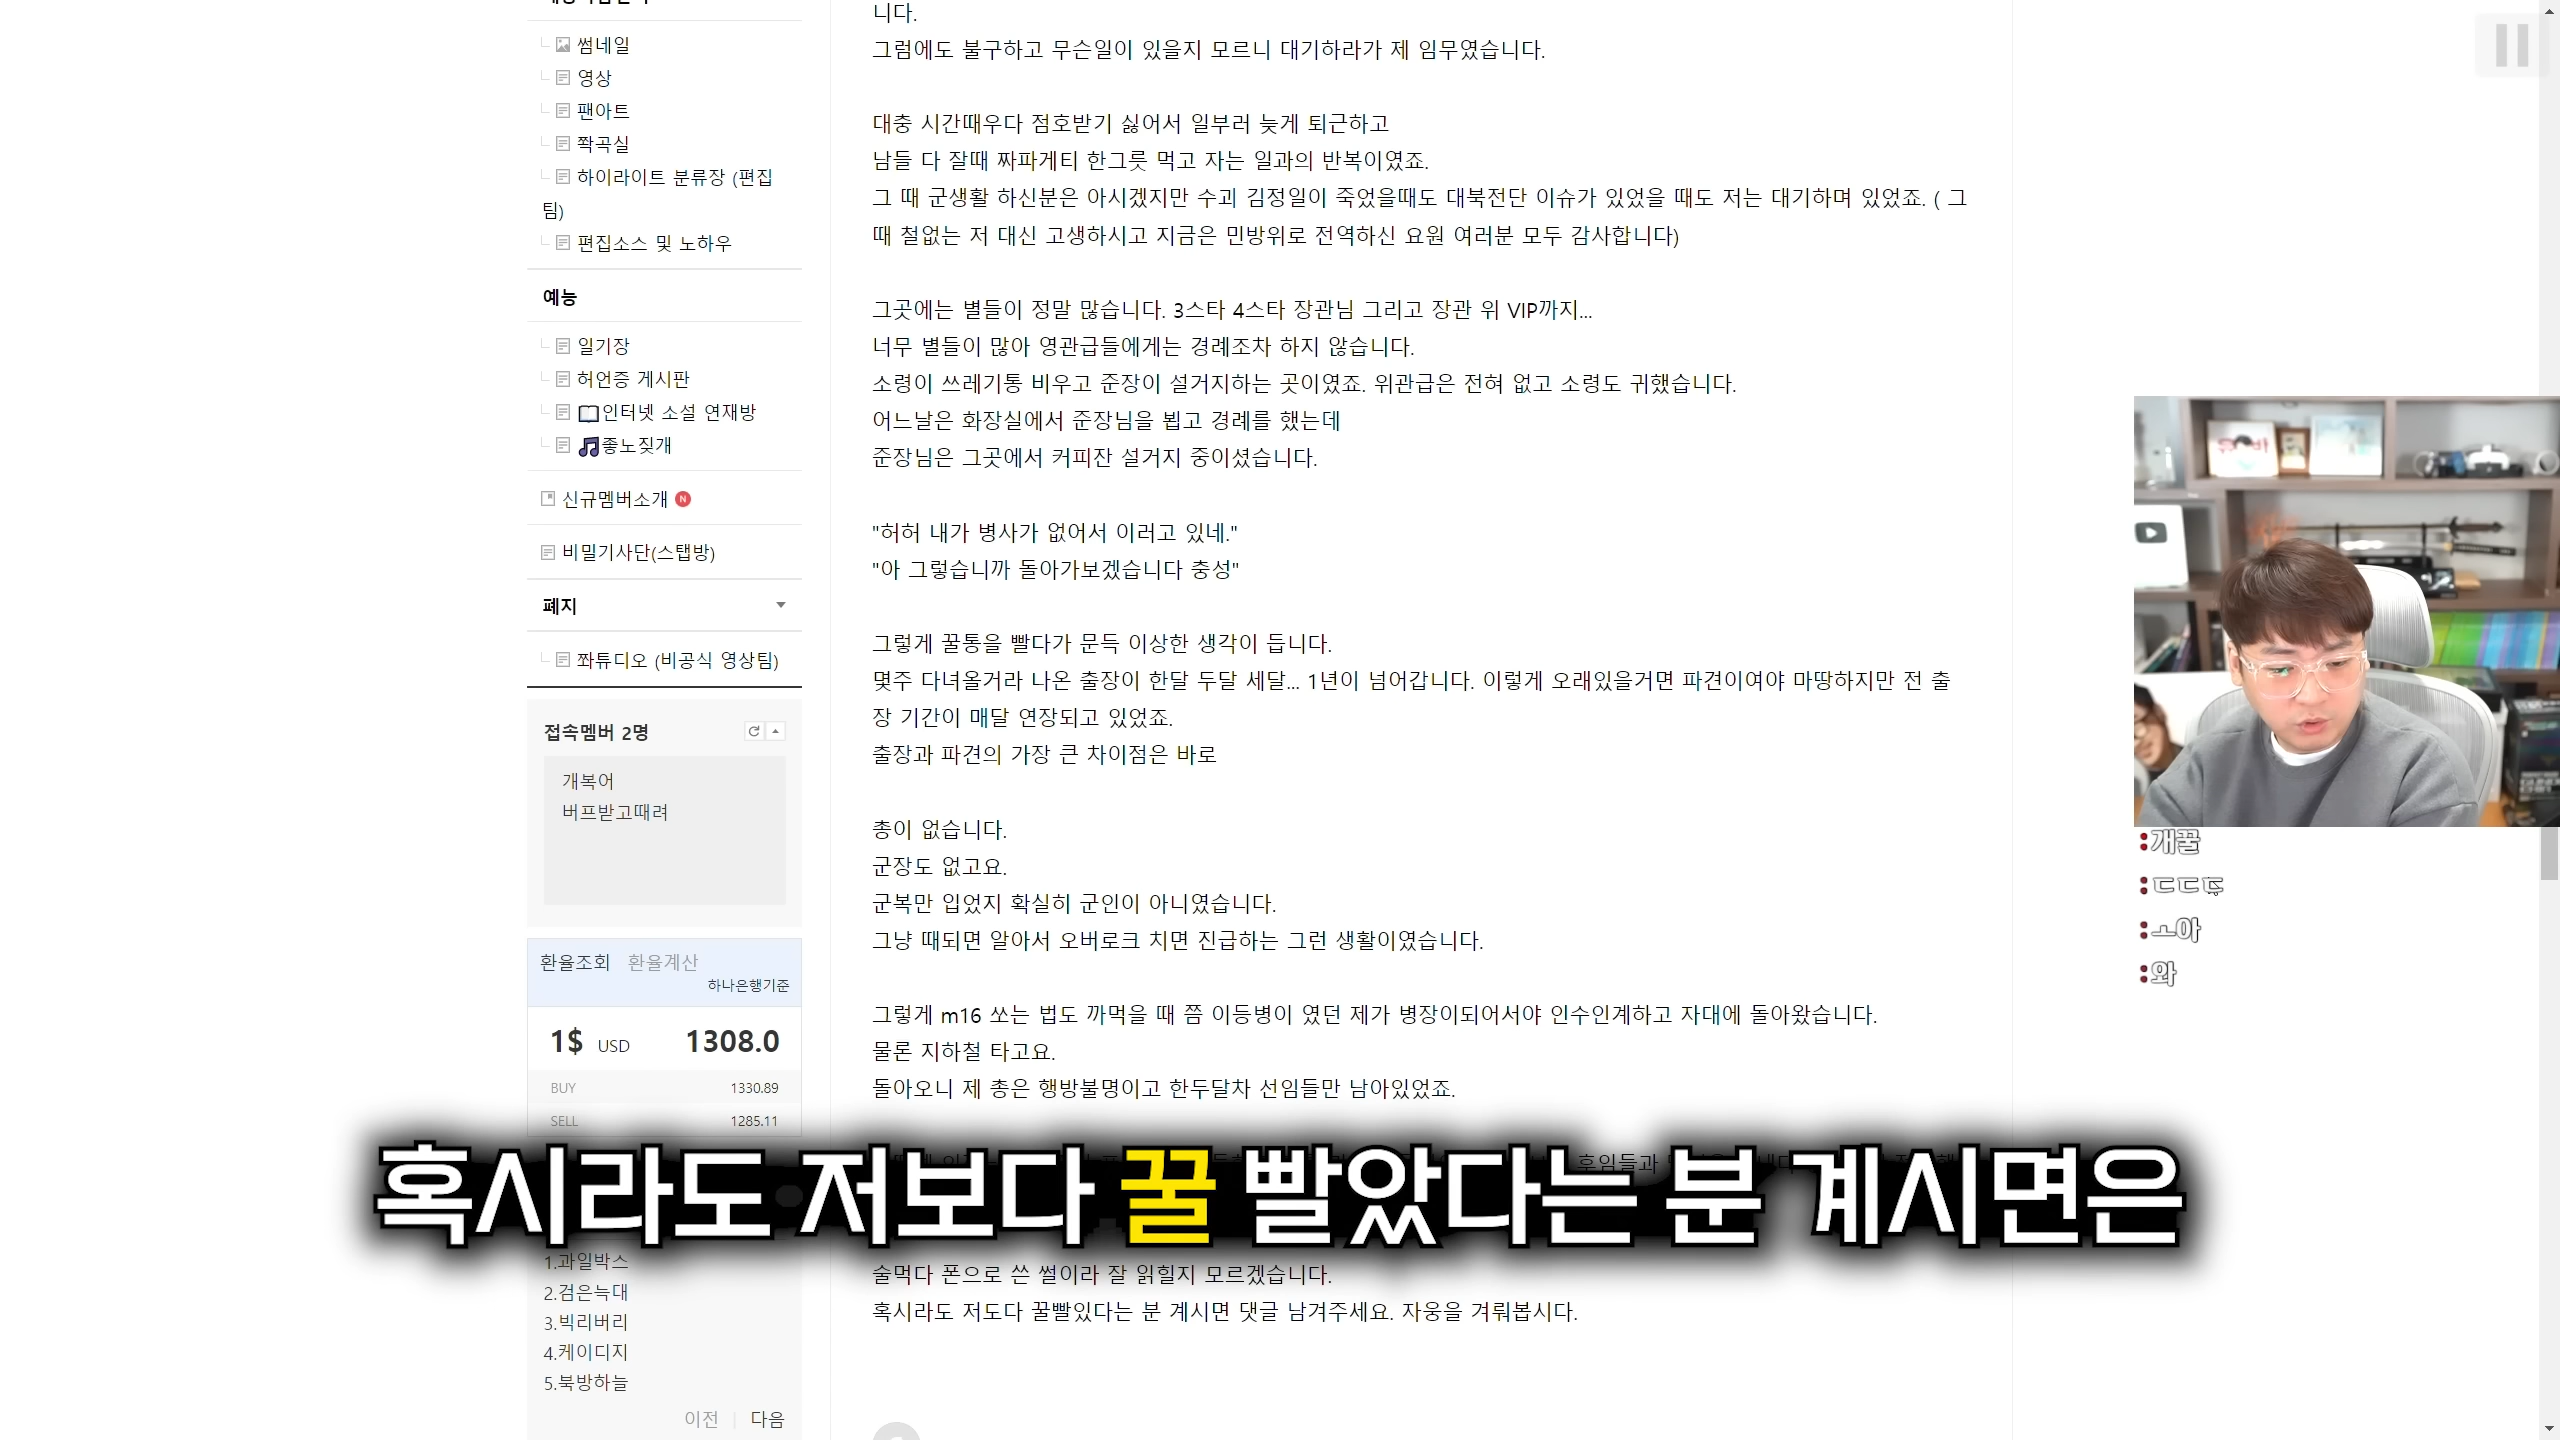 썸네일
영상
팬아트
쫙곡실
하이라이트 분류장 (편집
팀)
편집소스 및 노하우
예능
일기장
허언증 게시판
인터넷 소설 연재방
좋노짖개
신규멤버소개 N
비밀기사단(스탭방)
폐지
쫘튜디오 (비공식 영상팀)
접속멤버 2명
개복어
버프받고때려
환율조회 환율계산
하나은행기준
1$ USD 1308.0
BUY 1330.89
SELL 1285.11
1.과일박스
2.검은늑대
3.빅리버리
4.케이디지
5.북방하늘
이전 다음
니다.
그럼에도 불구하고 무슨일이 있을지 모르니 대기하라가 제 임무였습니다.
대충 시간때우다 점호받기 싫어서 일부러 늦게 퇴근하고
남들 다 잘때 짜파게티 한그릇 먹고 자는 일과의 반복이였죠.
그 때 군생활 하신분은 아시겠지만 수괴 김정일이 죽었을때도 대북전단 이슈가 있었을 때도 저는 대기하며 있었죠. ( 그
때 철없는 저 대신 고생하시고 지금은 민방위로 전역하신 요원 여러분 모두 감사합니다)
그곳에는 별들이 정말 많습니다. 3스타 4스타 장관님 그리고 장관 위 VIP까지...
너무 별들이 많아 영관급들에게는 경례조차 하지 않습니다.
소령이 쓰레기통 비우고 준장이 설거지하는 곳이였죠. 위관급은 전혀 없고 소령도 귀했습니다.
어느날은 화장실에서 준장님을 뵙고 경례를 했는데
준장님은 그곳에서 커피잔 설거지 중이셨습니다.
"허허 내가 병사가 없어서 이러고 있네."
"아 그렇습니까 돌아가보겠습니다 충성"
그렇게 꿀통을 빨다가 문득 이상한 생각이 듭니다.
몇주 다녀올거라 나온 출장이 한달 두달 세달... 1년이 넘어갑니다. 이렇게 오래있을거면 파견이여야 마땅하지만 전 출
장 기간이 매달 연장되고 있었죠.
출장과 파견의 가장 큰 차이점은 바로
총이 없습니다.
군장도 없고요.
군복만 입었지 확실히 군인이 아니였습니다.
그냥 때되면 알아서 오버로크 치면 진급하는 그런 생활이였습니다.
그렇게 m16 쏘는 법도 까먹을 때 쯤 이등병이 였던 제가 병장이되어서야 인수인계하고 자대에 돌아왔습니다.
물론 지하철 타고요.
돌아오니 제 총은 행방불명이고 한두달차 선임들만 남아있었죠.
후임들과
혹시라도 저보다 꿀 빨았다는 분 계시면은
술먹다 폰으로 쓴 썰이라 잘 읽힐지 모르겠습니다.
혹시라도 저도다 꿀빨있다는 분 계시면 댓글 남겨주세요. 자웅을 겨뤄봅시다.
:개꿀
:ㄷㄷㄷ
:ㅗ아
:와